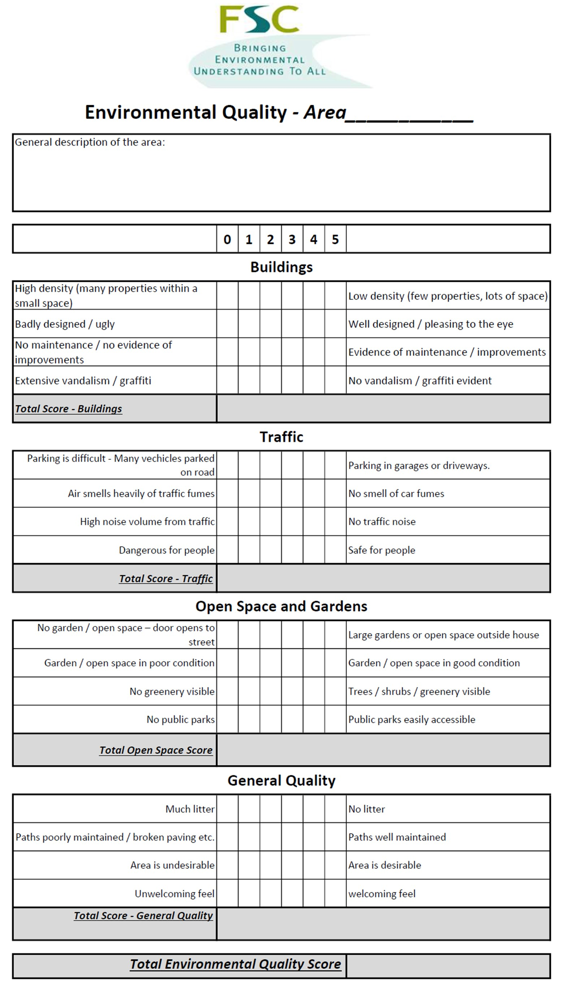 FSC
BRINGING
ENVIRONMENTAL
UNDERSTANDING TO ALL
Environmental Quality - Area____________
General description of the area:
0 1 2 3 4 5
Buildings
High density (many properties within a
small space)
Low density (few properties, lots of space)
Badly designed / ugly
Well designed / pleasing to the eye
No maintenance / no evidence of
improvements
Evidence of maintenance / improvements
Extensive vandalism / graffiti
No vandalism / graffiti evident
Total Score - Buildings
Traffic
Parking is difficult - Many vechicles parked
on road
Parking in garages or driveways.
Air smells heavily of traffic fumes
No smell of car fumes
High noise volume from traffic
No traffic noise
Dangerous for people
Safe for people
Total Score - Traffic
Open Space and Gardens
No garden / open space – door opens to
street
Large gardens or open space outside house
Garden / open space in poor condition
Garden / open space in good condition
No greenery visible
Trees / shrubs / greenery visible
No public parks
Public parks easily accessible
Total Open Space Score
General Quality
Much litter
No litter
Paths poorly maintained / broken paving etc.
Paths well maintained
Area is undesirable
Area is desirable
Unwelcoming feel
welcoming feel
Total Score - General Quality
Total Environmental Quality Score